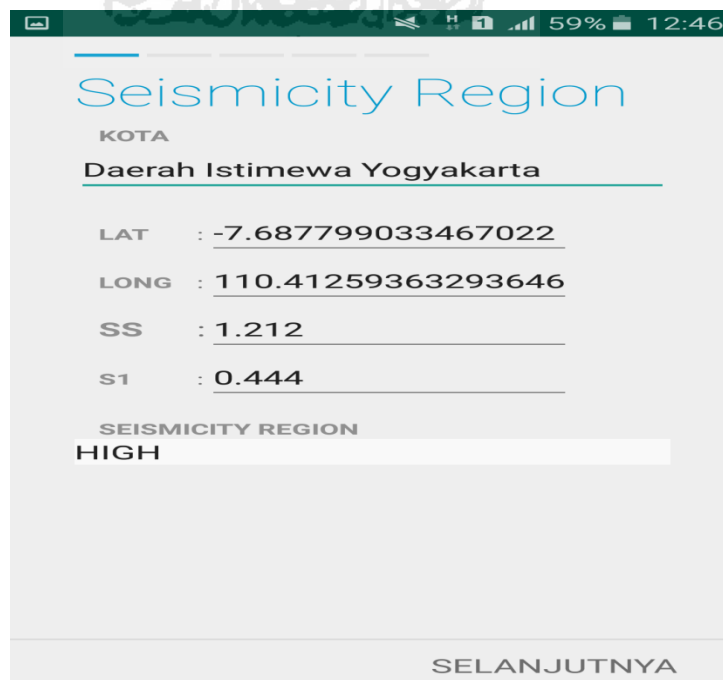 59% 12:46
Seismicity Region
KOTA
Daerah Istimewa Yogyakarta
LAT : -7.687799033467022
LONG : 110.41259363293646
SS : 1.212
S1 : 0.444
SEISMICITY REGION
HIGH
SELANJUTNYA